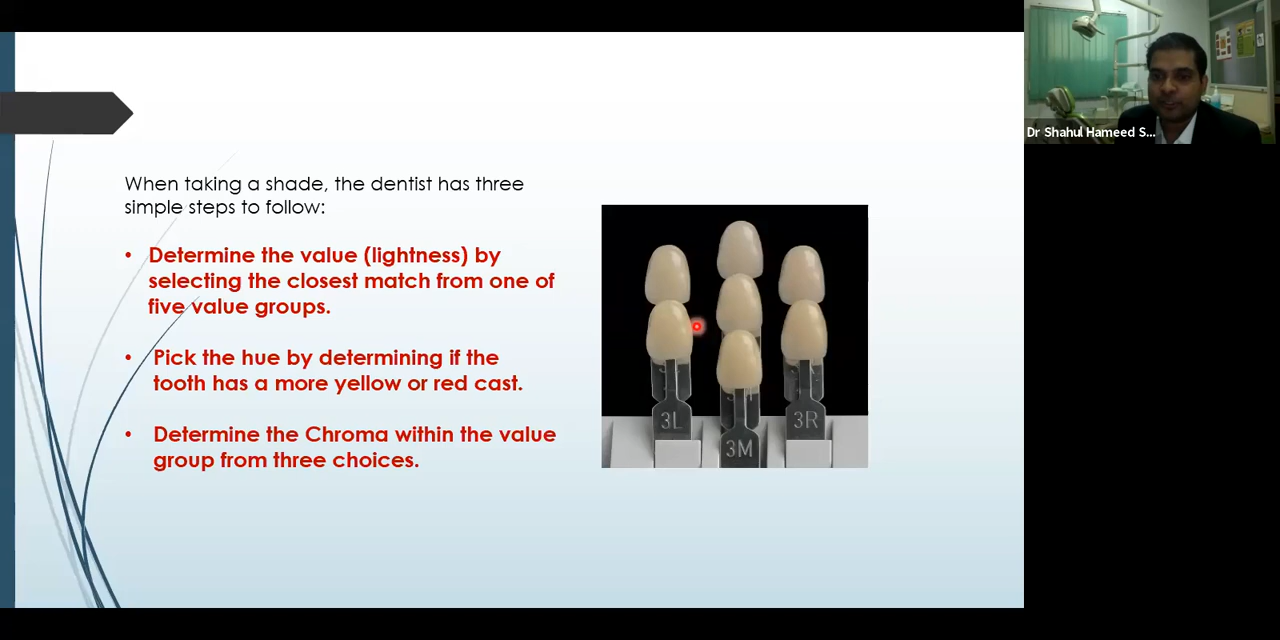 Dr Shahul Hameed S...
When taking a shade, the dentist has three
simple steps to follow:
• Determine the value (lightness) by
selecting the closest match from one of
five value groups.
• Pick the hue by determining if the
tooth has a more yellow or red cast.
• Determine the Chroma within the value
group from three choices.
3L
3M
3R